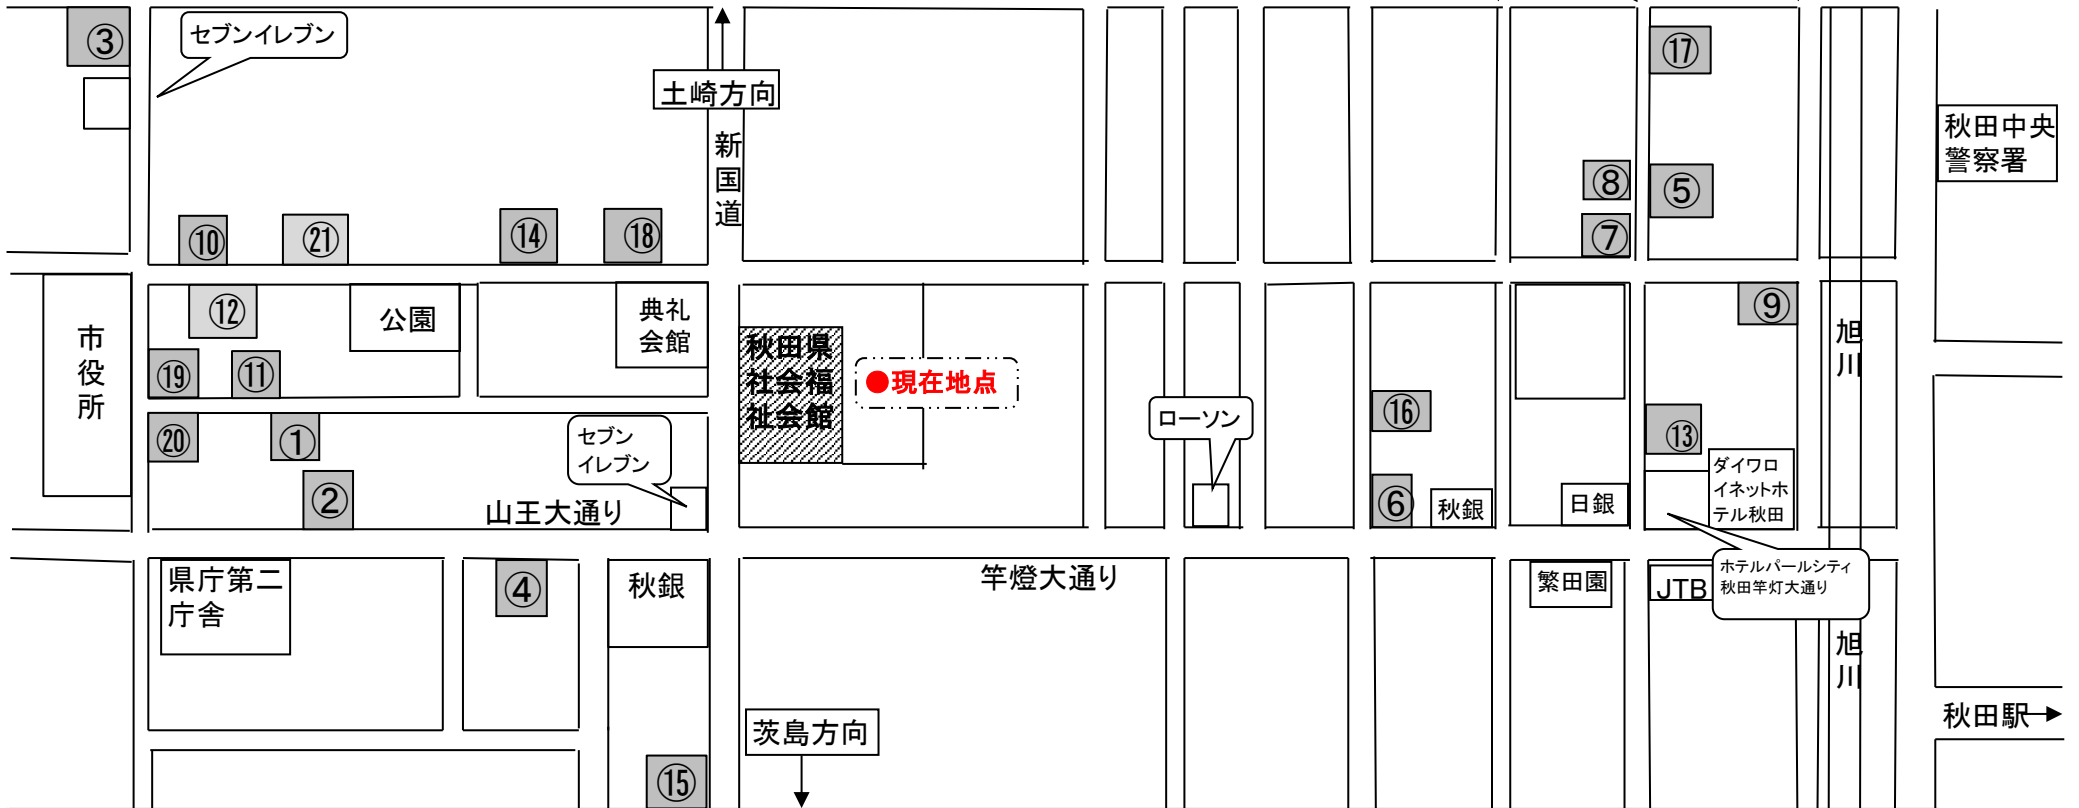 ③
セブンイレブン
土崎方向
新国道
⑰
秋田中央
警察署
⑧
⑤
⑦
⑩
㉑
⑭
⑱
市役所
⑫
公園
典礼
会館
⑲
⑪
秋田県
社会福
祉会館
●現在地点
ローソン
⑯
⑨
旭川
⑬
⑳
①
②
セブン
イレブン
山王大通り
⑥
秋銀
日銀
ダイワロ
イネットホ
テル秋田
ホテルパールシティ
秋田竿灯大通り
県庁第二
庁舎
④
秋銀
竿燈大通り
繁田園
JTB
旭川
茨島方向
⑮
秋田駅